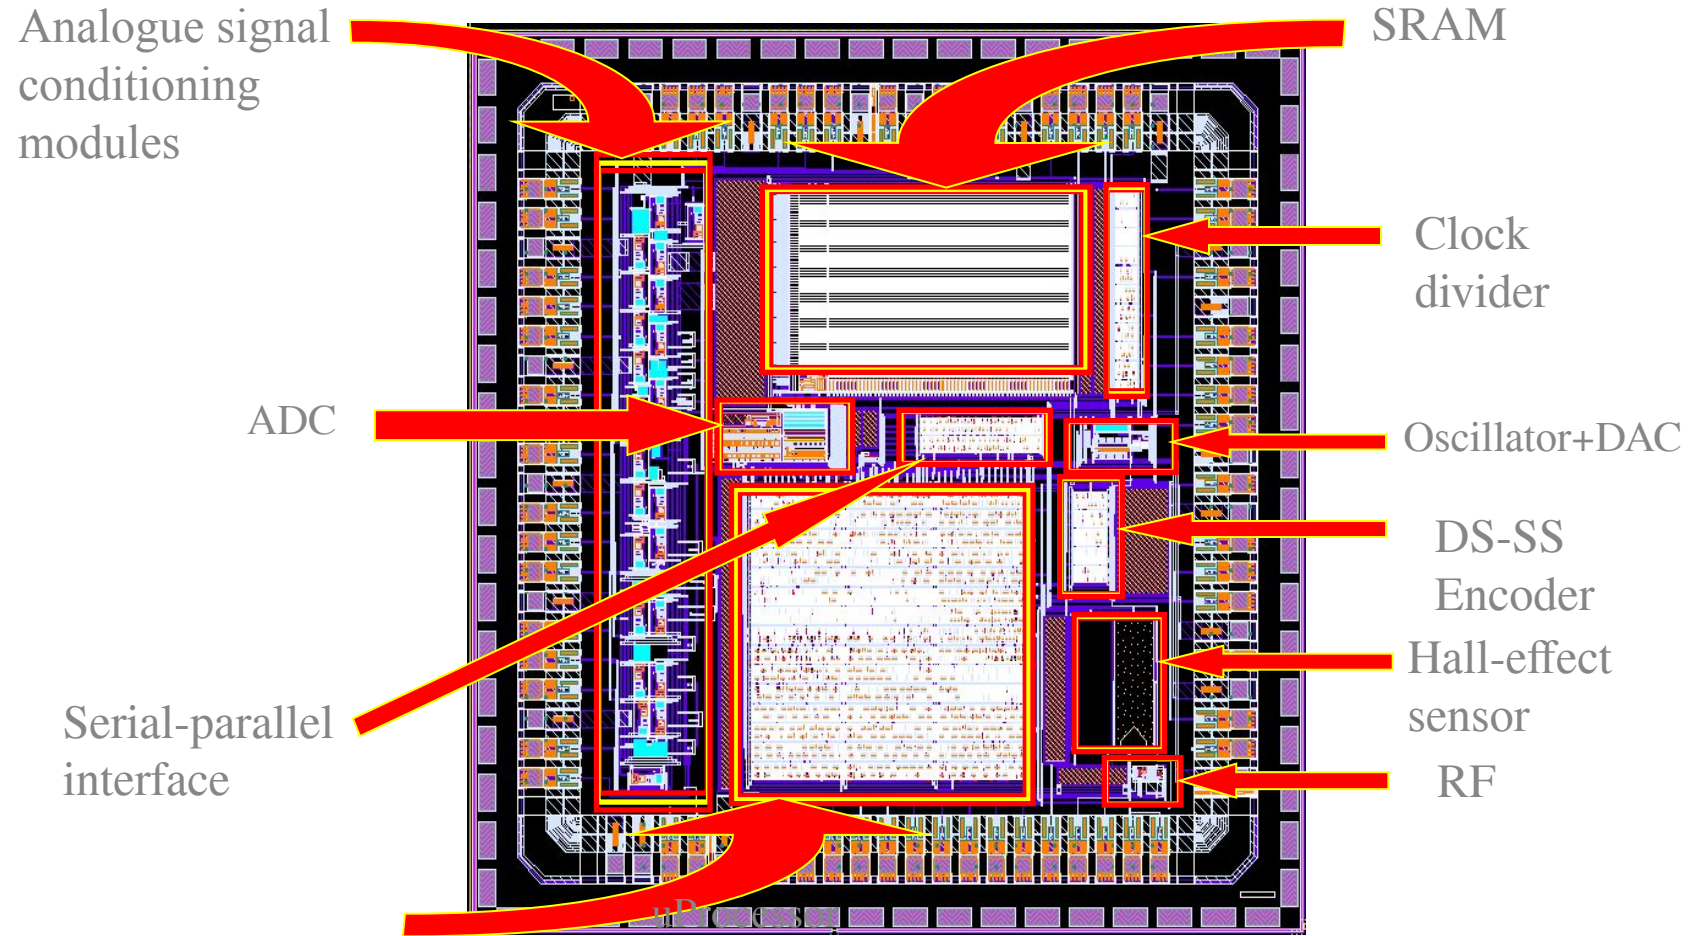 Analogue signal
conditioning
modules
SRAM
Clock
divider
ADC
Oscillator+DAC
DS-SS
Encoder
Hall-effect
sensor
Serial-parallel
interface
RF
uProcessor